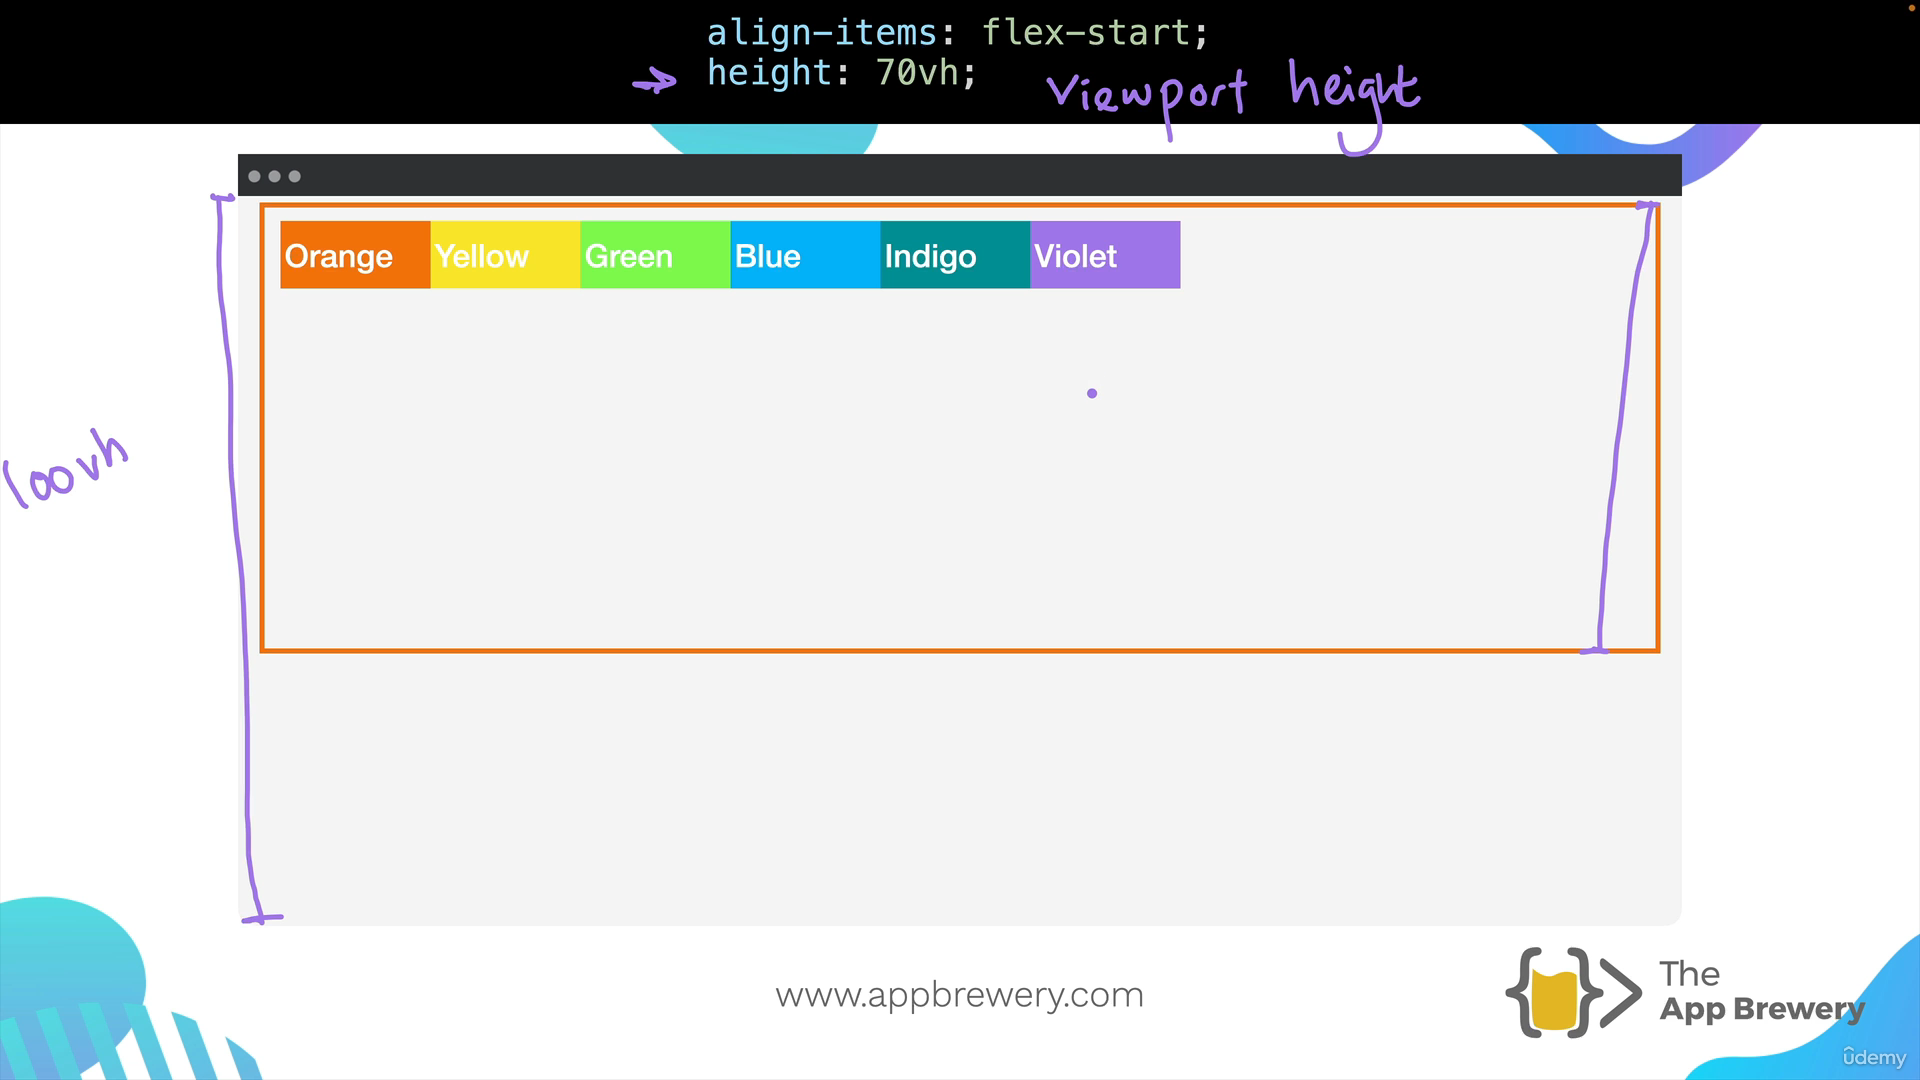 align-items: flex-start;
height: 70vh;
viewport height
Orange Yellow Green Blue Indigo Violet
100vh
www.appbrewery.com
The
App Brewery
ûdemy